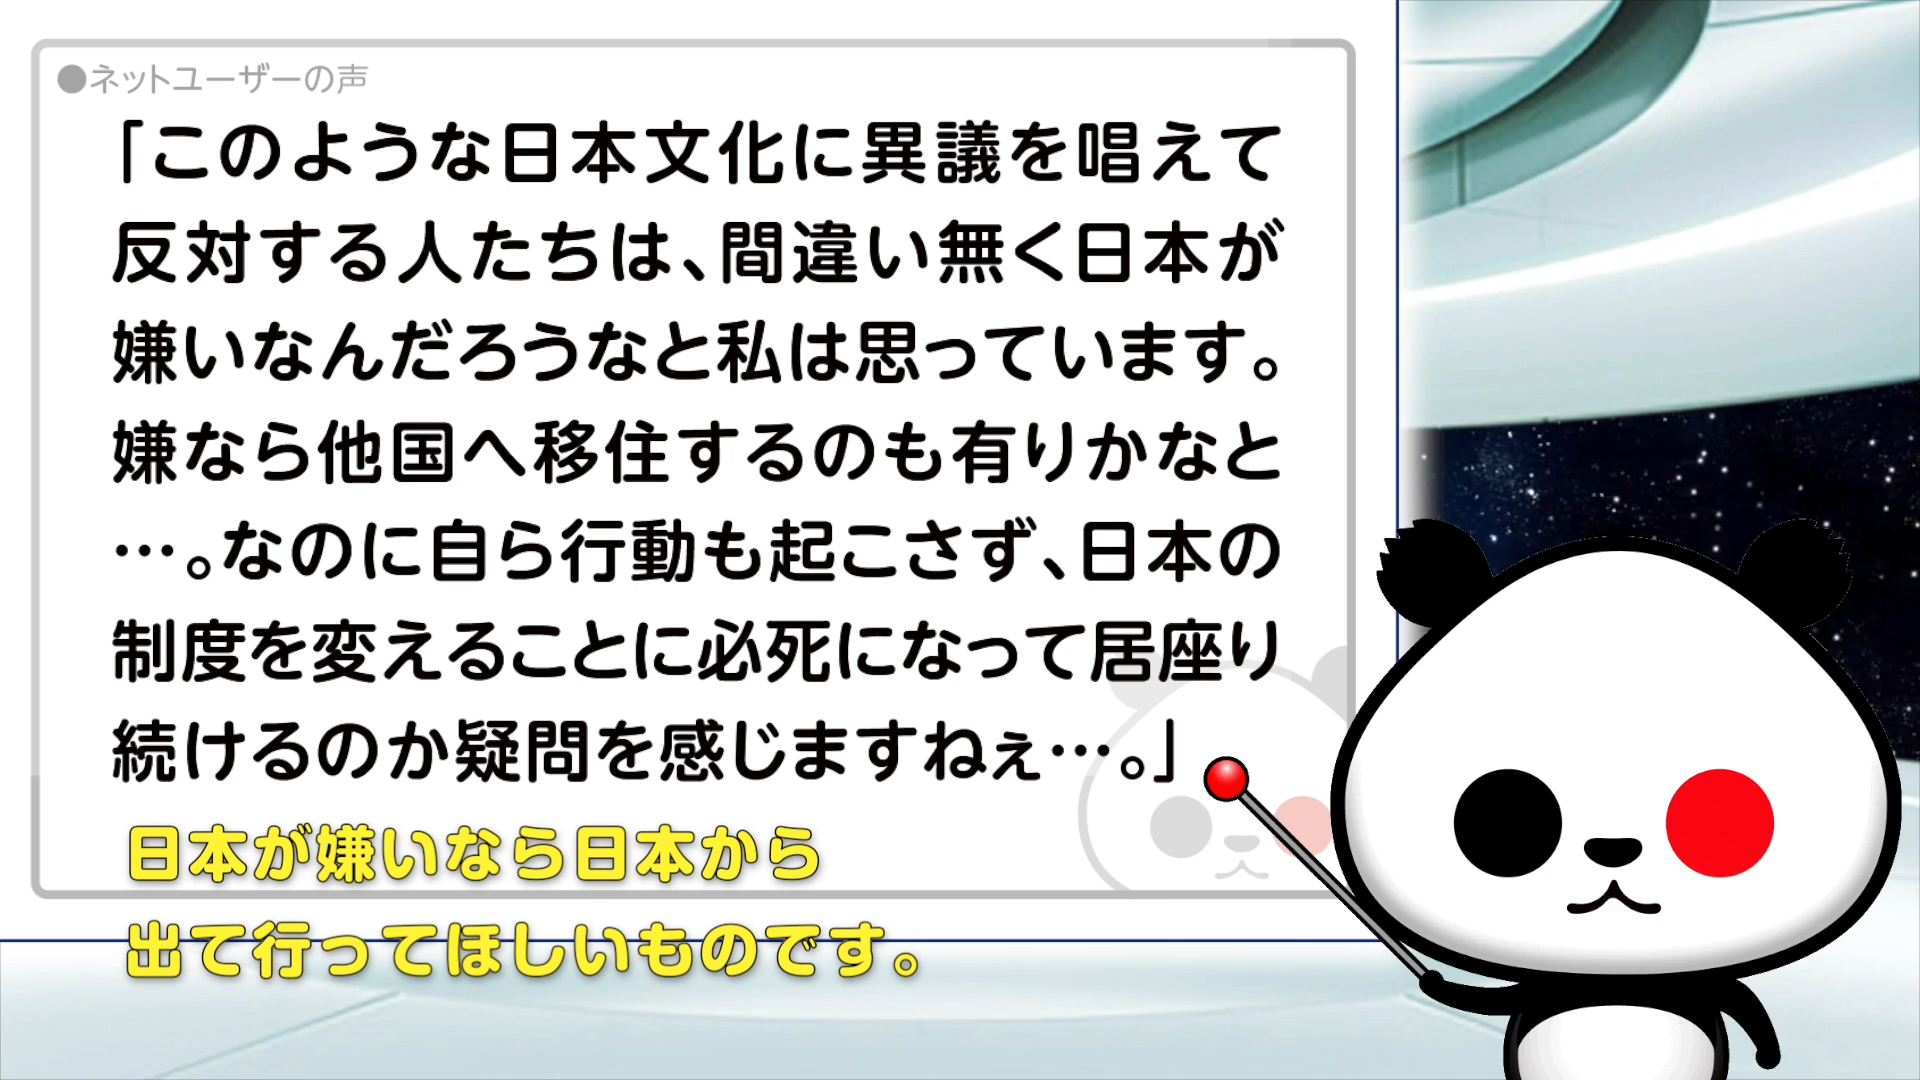 ●ネットユーザーの声
「このような日本文化に異議を唱えて
反対する人たちは、間違い無く日本が
嫌いなんだろうなと私は思っています。
嫌なら他国へ移住するのも有りかなと
…。なのに自ら行動も起こさず、日本の
制度を変えることに必死になって居座り
続けるのか疑問を感じますねぇ…。」
日本が嫌いなら日本から
出て行ってほしいものです。